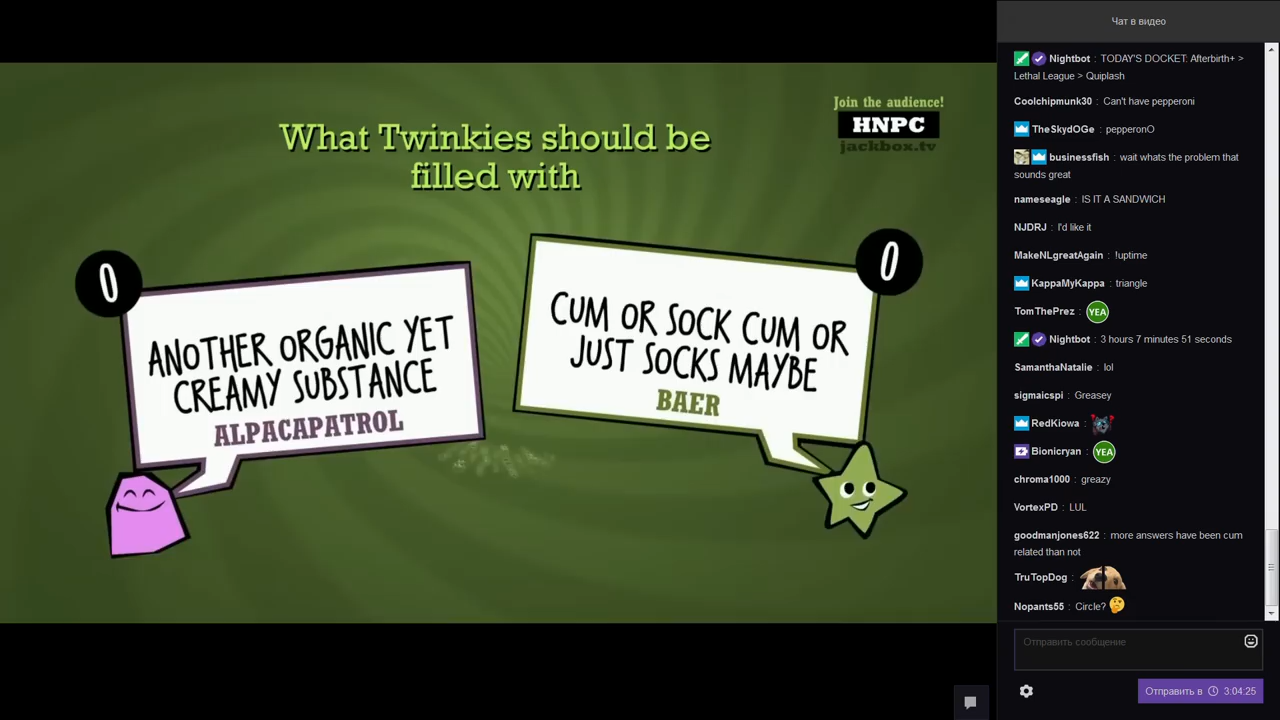 Join the audience!
HNPC
jackbox.tv
What Twinkies should be
filled with
0
ANOTHER ORGANIC YET
CREAMY SUBSTANCE
ALPACAPATROL
0
CUM OR SOCK CUM OR
JUST SOCKS MAYBE
BAER
Чат в видео
Nightbot : TODAY'S DOCKET: Afterbirth+ >
Lethal League > Quiplash
Coolchipmunk30 : Can't have pepperoni
TheSkydOGe : pepperonO
businessfish : wait whats the problem that
sounds great
nameseagle : IS IT A SANDWICH
NJDRJ : I'd like it
MakeNLgreatAgain : !uptime
KappaMyKappa : triangle
TomThePrez : YEA
Nightbot : 3 hours 7 minutes 51 seconds
SamanthaNatalie : lol
sigmaicspi : Greasey
RedKiowa :
Bionicryan : YEA
chroma1000 : greazy
VortexPD : LUL
goodmanjones622 : more answers have been cum
related than not
TruTopDog :
Nopants55 : Circle?
Отправить сообщение
Отправить в 3:04:25